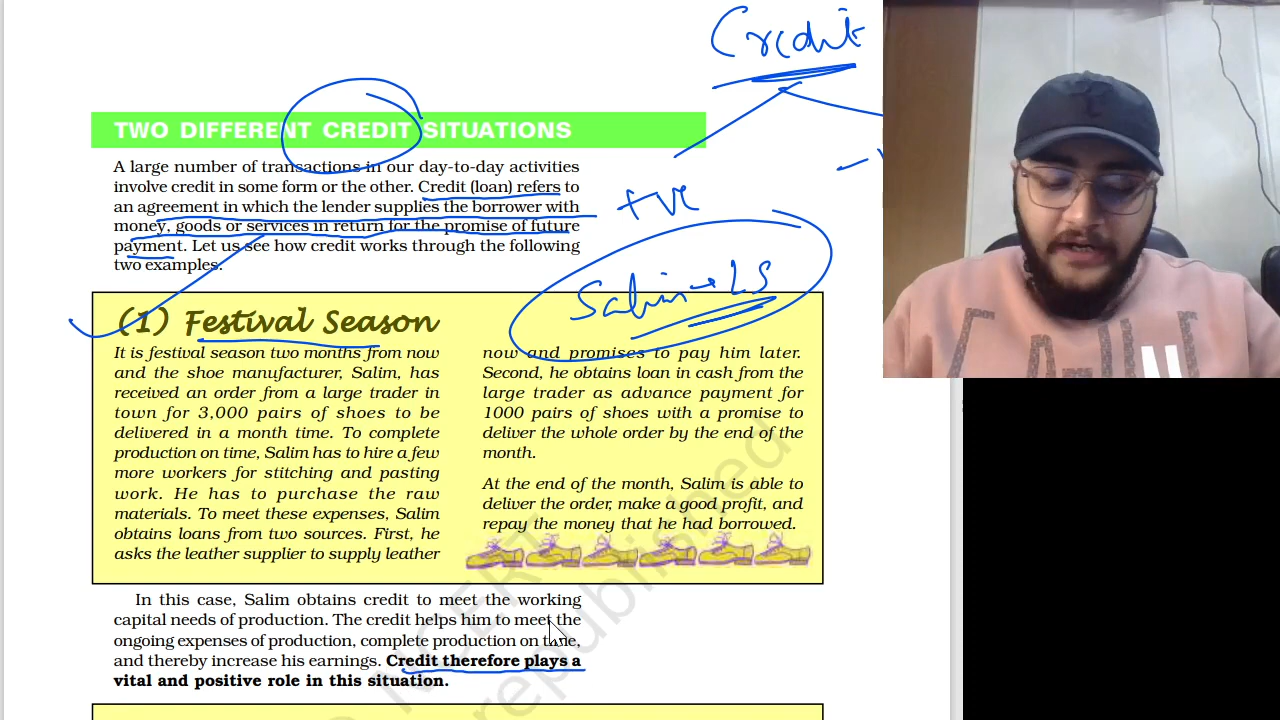 Credit
TWO DIFFERENT CREDIT SITUATIONS
A large number of transactions in our day-to-day activities
involve credit in some form or the other. Credit (loan) refers to
an agreement in which the lender supplies the borrower with
money, goods or services in return for the promise of future
payment. Let us see how credit works through the following
two examples.
+ve
Salim → LS
(1) Festival Season
It is festival season two months from now
and the shoe manufacturer, Salim, has
received an order from a large trader in
town for 3,000 pairs of shoes to be
delivered in a month time. To complete
production on time, Salim has to hire a few
more workers for stitching and pasting
work. He has to purchase the raw
materials. To meet these expenses, Salim
obtains loans from two sources. First, he
asks the leather supplier to supply leather
now and promises to pay him later.
Second, he obtains loan in cash from the
large trader as advance payment for
1000 pairs of shoes with a promise to
deliver the whole order by the end of the
month.
At the end of the month, Salim is able to
deliver the order, make a good profit, and
repay the money that he had borrowed.
In this case, Salim obtains credit to meet the working
capital needs of production. The credit helps him to meet the
ongoing expenses of production, complete production on time,
and thereby increase his earnings. Credit therefore plays a
vital and positive role in this situation.
NCERT
republished